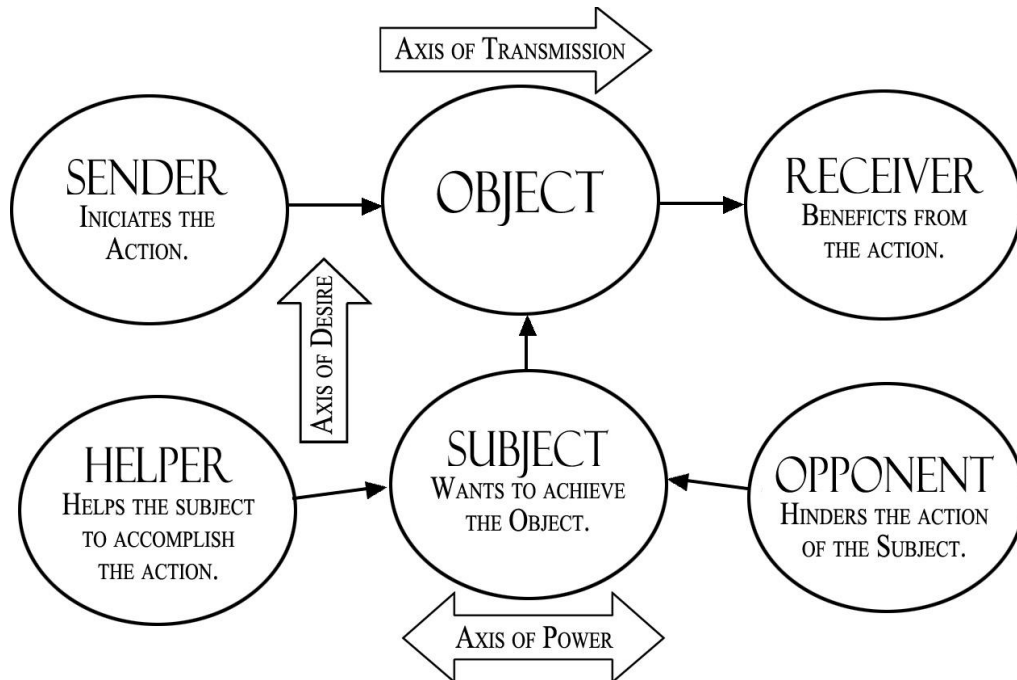 Axis of Transmission
SENDER
Iniciates the
Action.
OBJECT
RECEIVER
Beneficts from
the action.
Axis of Desire
HELPER
Helps the subject
to accomplish
the action.
SUBJECT
Wants to achieve
the Object.
OPPONENT
Hinders the action
of the Subject.
Axis of Power